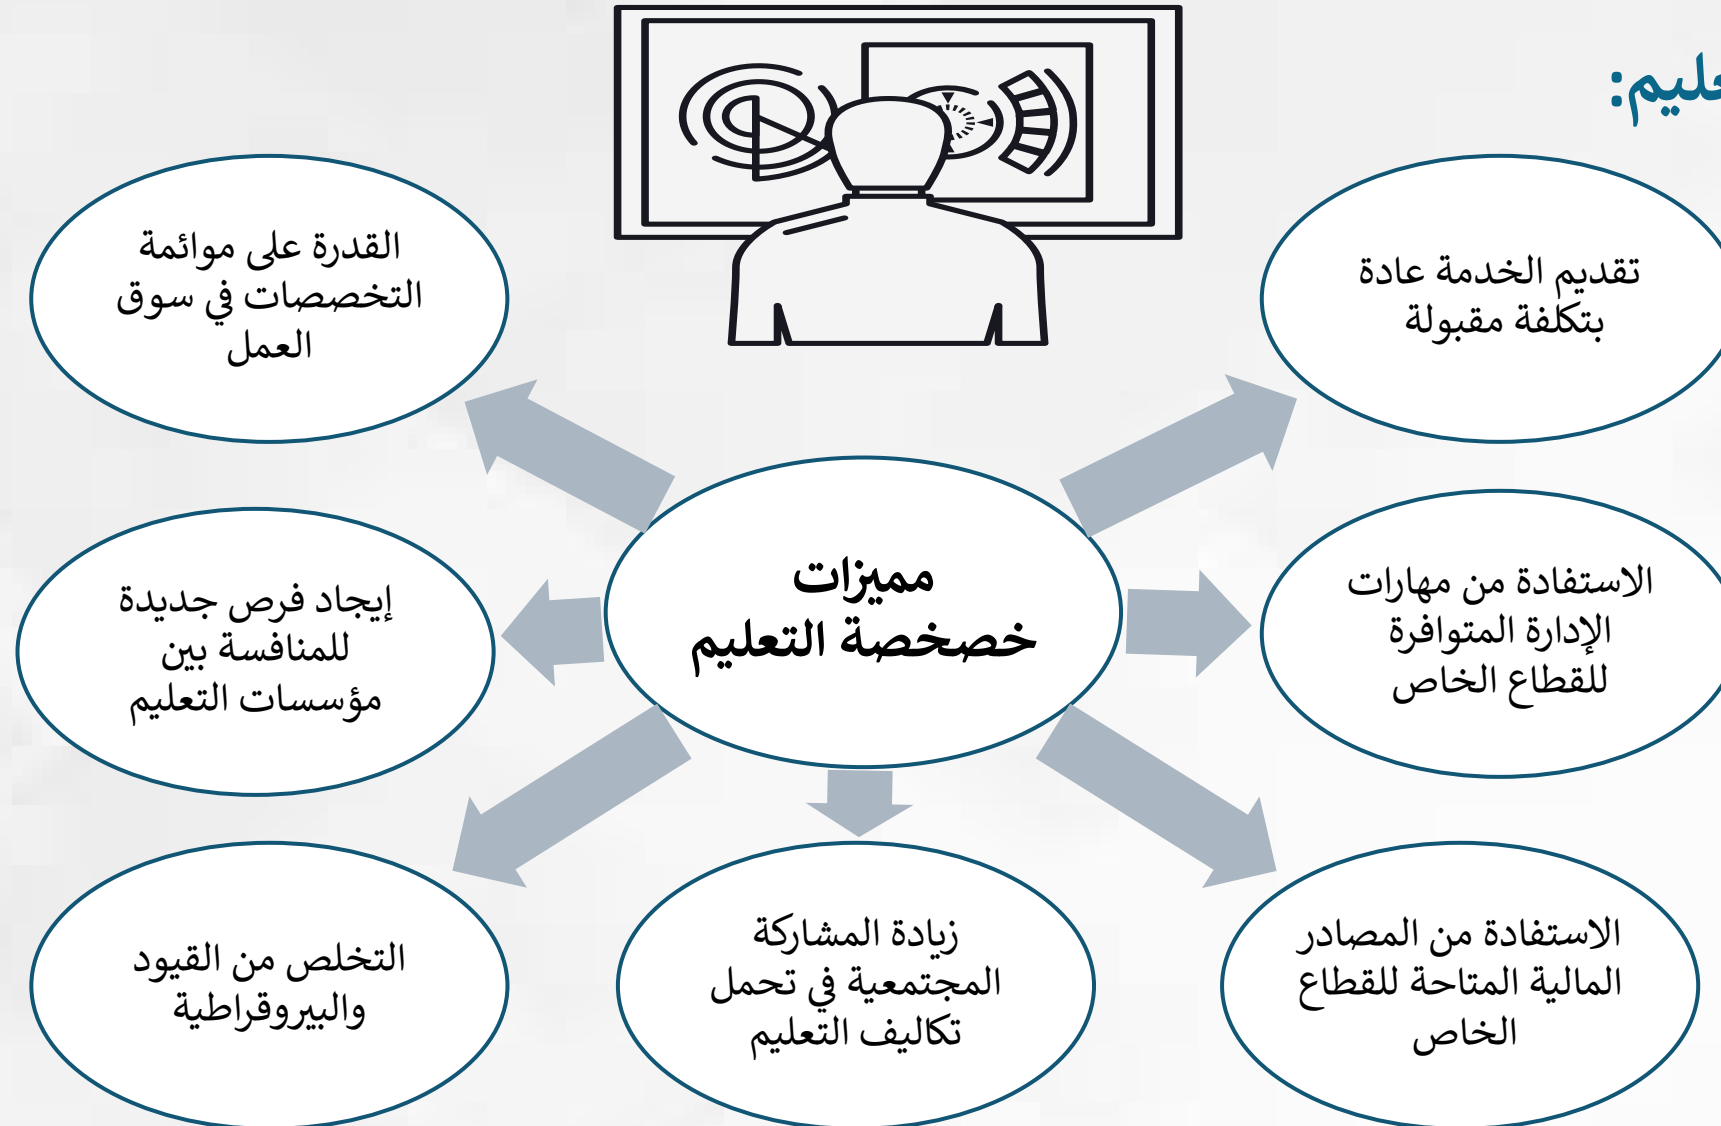 عليم:
تقديم الخدمة عادة
بتكلفة مقبولة
القدرة على موائمة
التخصصات في سوق
العمل
مميزات
خصخصة التعليم
الاستفادة من مهارات
الإدارة المتوافرة
للقطاع الخاص
إيجاد فرص جديدة
للمنافسة بين
مؤسسات التعليم
الاستفادة من المصادر
المالية المتاحة للقطاع
الخاص
زيادة المشاركة
المجتمعية في تحمل
تكاليف التعليم
التخلص من القيود
والبيروقراطية